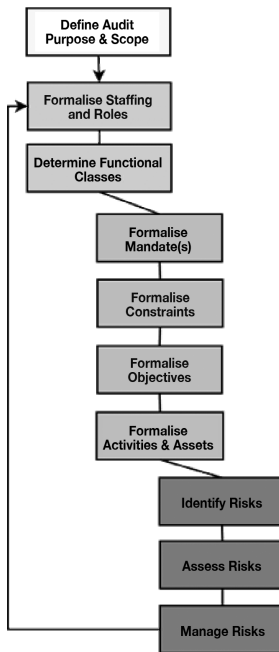 Define Audit
Purpose & Scope
Formalise Staffing
and Roles
Determine Functional
Classes
Formalise
Mandate(s)
Formalise
Constraints
Formalise
Objectives
Formalise
Activities & Assets
Identify Risks
Assess Risks
Manage Risks